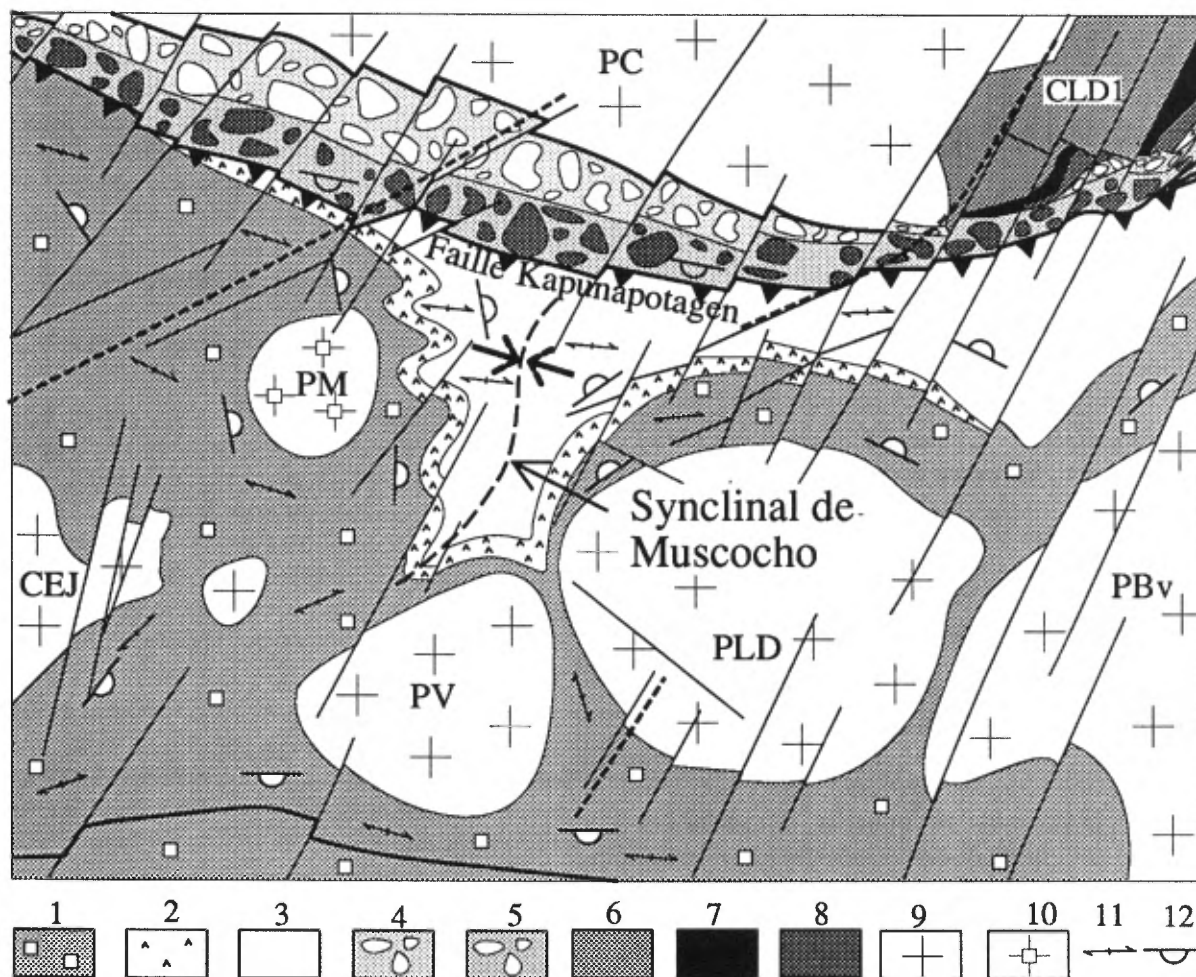 PC
CLD1
Faille Kapunapotagen
PM
Synclinal de
Muscocho
CEJ
PBv
PLD
PV
1 2 3 4 5 6 7 8 9 10 11 12